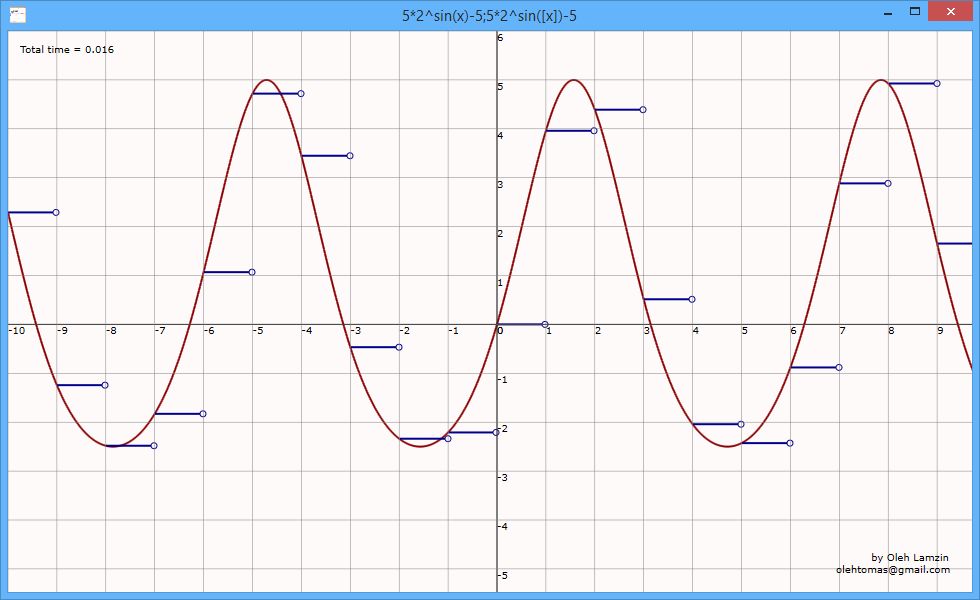 5*2^sin(x)-5;5*2^sin([x])-5
Total time = 0.016
6
5
4
3
2
1
-10 -9 -8 -7 -6 -5 -4 -3 -2 -1 0 1 2 3 4 5 6 7 8 9
-1
-2
-3
-4
-5
by Oleh Lamzin
olehtomas@gmail.com